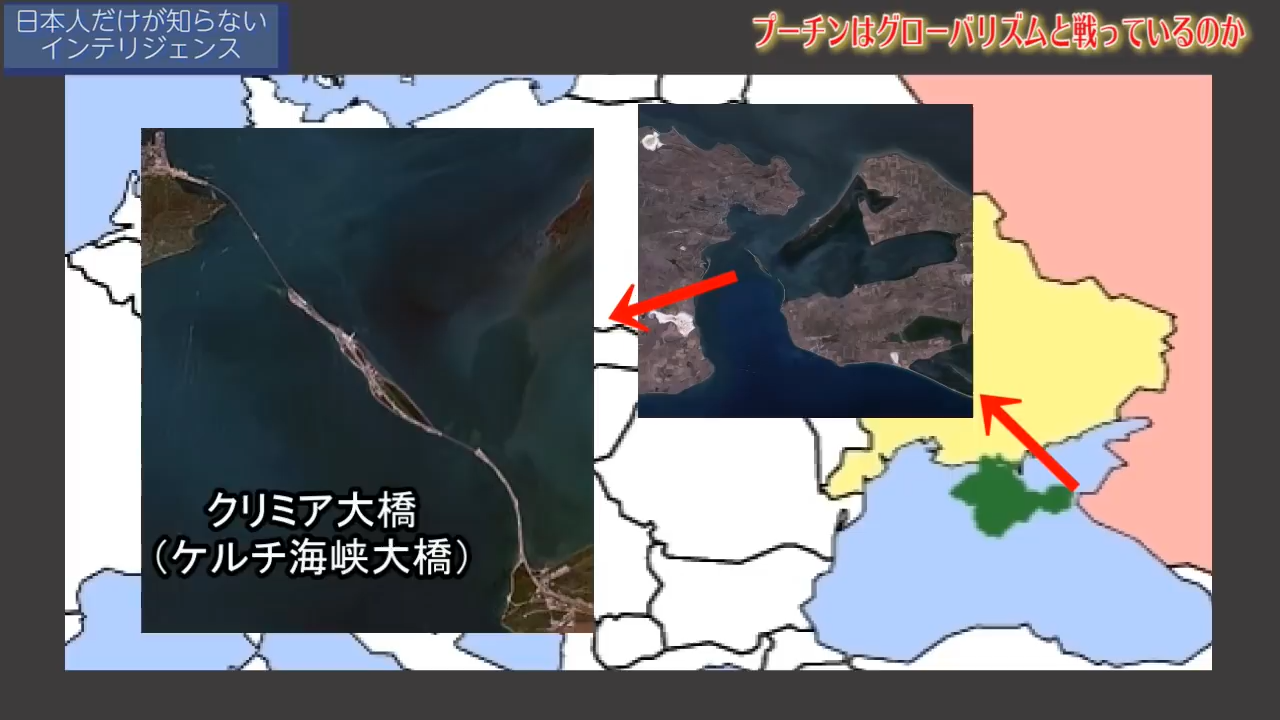 日本人だけが知らない
インテリジェンス
プーチンはグローバリズムと戦っているのか
クリミア大橋
（ケルチ海峡大橋）